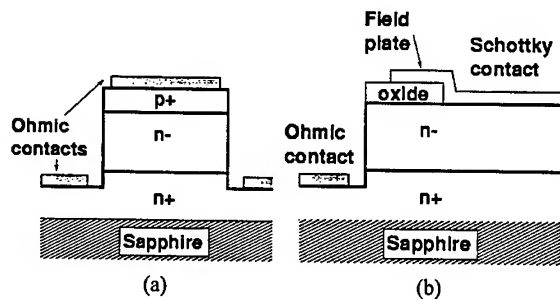 p+
Ohmic
contacts
n-
n+
Sapphire
(a)
Field
plate
Schottky
contact
oxide
Ohmic
contact
n-
n+
Sapphire
(b)